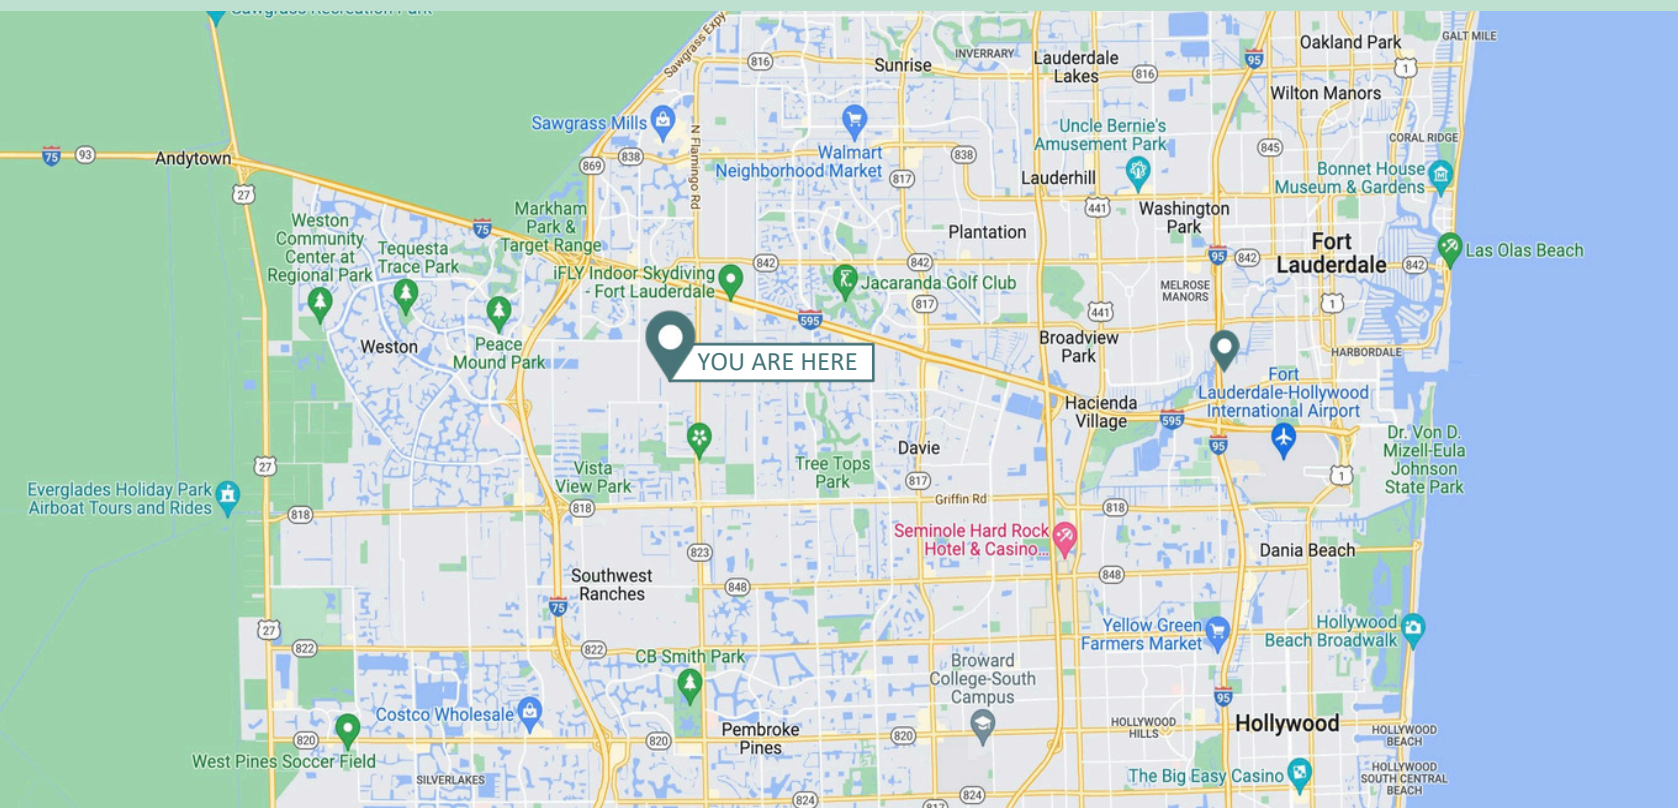 Sawgrass Recreation Park
Sawgrass Expy
816
Sunrise
INVERRARY
Lauderdale
Lakes
816
95
Oakland Park
GALT MILE
1
Wilton Manors
Sawgrass Mills
N Flamingo Rd
Walmart
Neighborhood Market
Uncle Bernie's
Amusement Park
CORAL RIDGE
845
75
93
Andytown
869
838
838
817
Lauderhill
Bonnet House
Museum & Gardens
27
441
Washington
Park
Markham
Park &
Target Range
Weston
Community
Center at
Regional Park
Tequesta
Trace Park
75
Plantation
Fort
Lauderdale
Las Olas Beach
842
842
95
842
842
iFLY Indoor Skydiving
- Fort Lauderdale
Jacaranda Golf Club
MELROSE
MANORS
817
441
1
595
Weston
Peace
Mound Park
YOU ARE HERE
Broadview
Park
HARBORDALE
Fort
Lauderdale-Hollywood
International Airport
Hacienda
Village
595
95
Davie
Dr. Von D.
Mizell-Eula
Johnson
State Park
27
Vista
View Park
Tree Tops
Park
817
1
Everglades Holiday Park
Airboat Tours and Rides
818
818
Griffin Rd
818
Seminole Hard Rock
Hotel & Casino...
823
Dania Beach
Southwest
Ranches
848
848
75
27
822
822
Yellow Green
Farmers Market
Hollywood
Beach Broadwalk
CB Smith Park
Broward
College-South
Campus
95
Costco Wholesale
820
820
Pembroke
Pines
820
HOLLYWOOD
HILLS
Hollywood
HOLLYWOOD
BEACH
West Pines Soccer Field
SILVERLAKES
The Big Easy Casino
HOLLYWOOD
SOUTH CENTRAL
BEACH
824
817
824